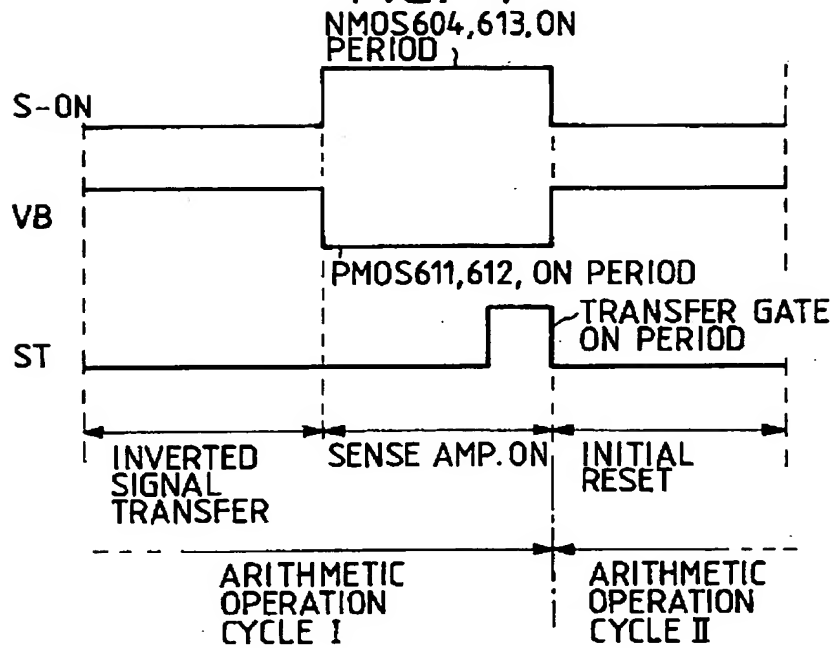 NMOS604,613,ON
PERIOD
S-ON
VB
PMOS611,612, ON PERIOD
TRANSFER GATE
ON PERIOD
ST
INVERTED
SIGNAL
TRANSFER
SENSE AMP. ON
INITIAL
RESET
ARITHMETIC
OPERATION
CYCLE I
ARITHMETIC
OPERATION
CYCLE II